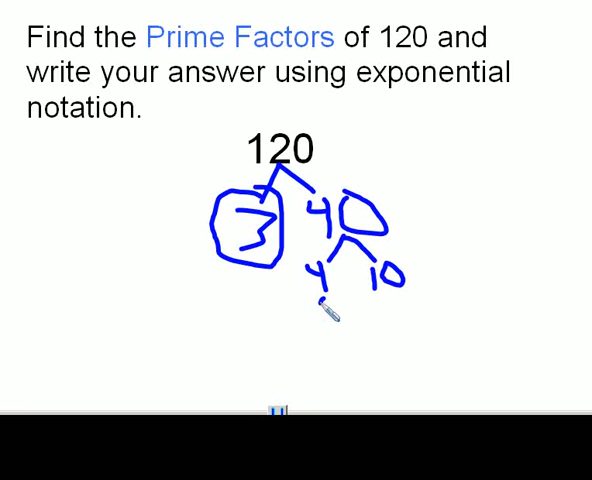 Find the Prime Factors of 120 and
write your answer using exponential
notation.
120
3 40
4 10